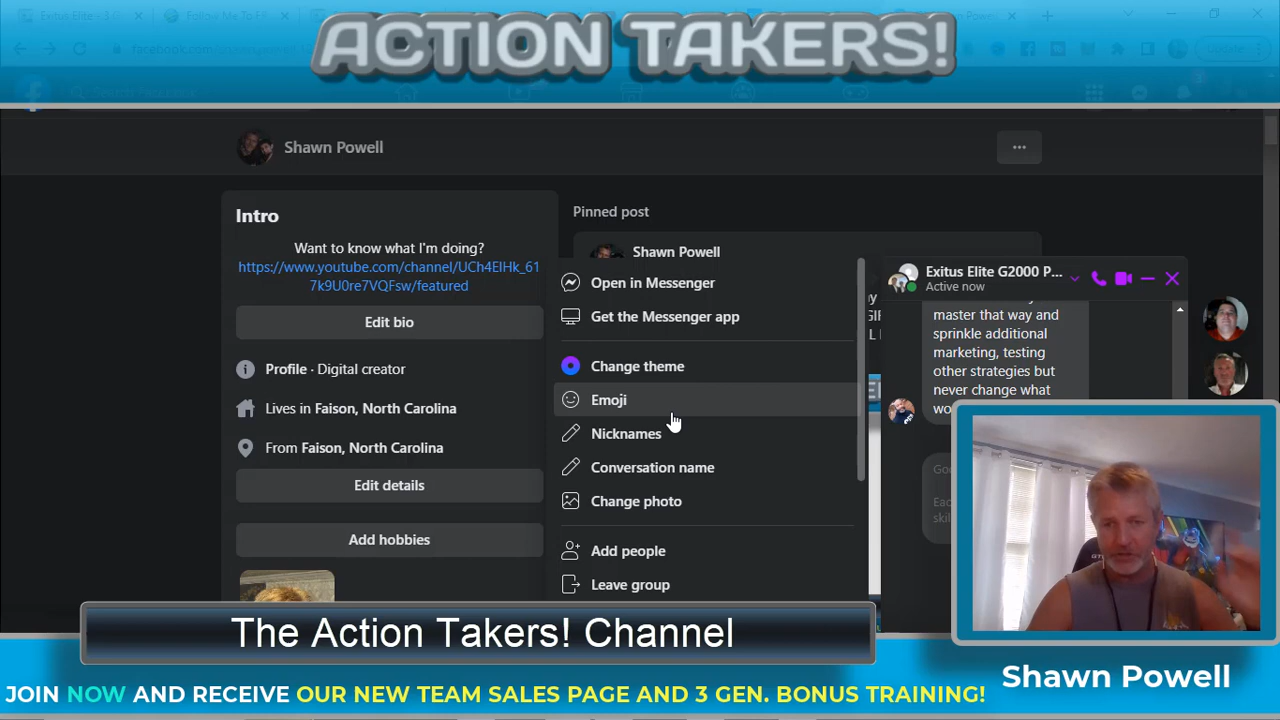 ACTION TAKERS!
Shawn Powell
Intro
Want to know what I'm doing?
https://www.youtube.com/channel/UCh4EIHk_61
7k9U0re7VQFsw/featured
Edit bio
Profile · Digital creator
Lives in Faison, North Carolina
From Faison, North Carolina
Edit details
Add hobbies
Pinned post
Shawn Powell
Open in Messenger
Get the Messenger app
Change theme
Emoji
Nicknames
Conversation name
Change photo
Add people
Leave group
Exitus Elite G2000 P...
Active now
master that way and
sprinkle additional
marketing, testing
other strategies but
never change what
The Action Takers! Channel
Shawn Powell
JOIN NOW AND RECEIVE OUR NEW TEAM SALES PAGE AND 3 GEN. BONUS TRAINING!